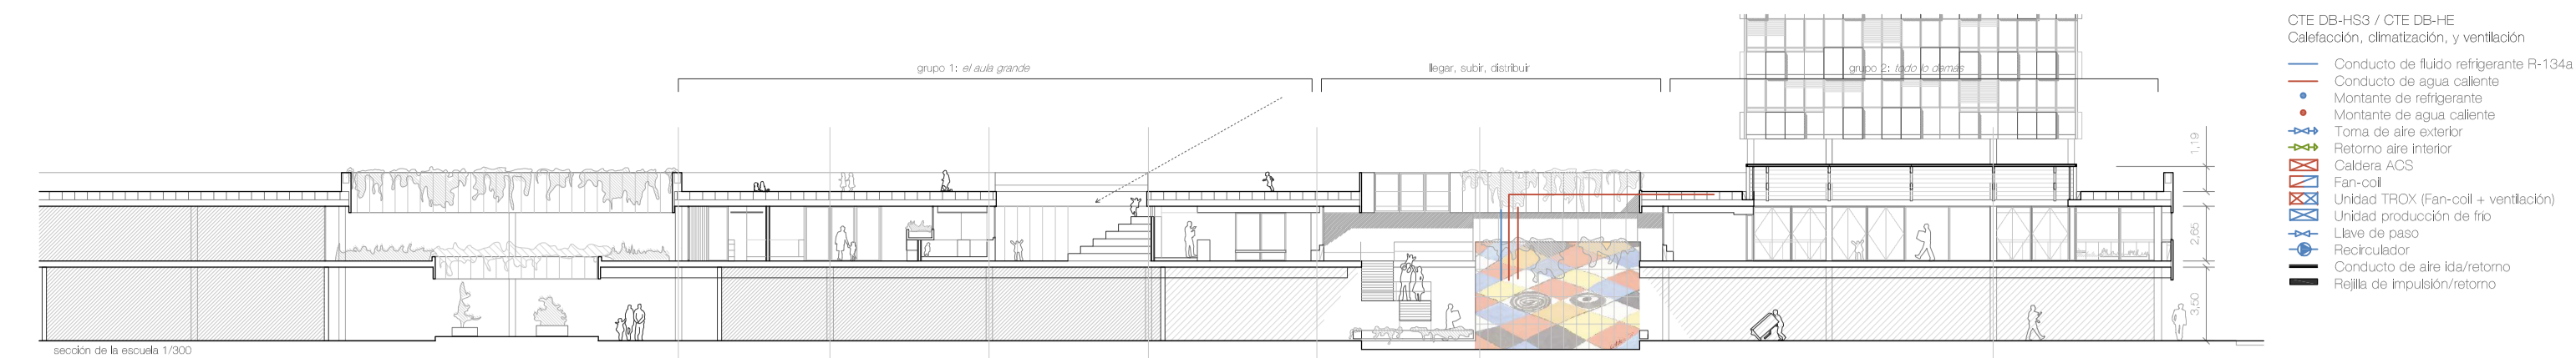 CTE DB-HS3 / CTE DB-HE
Calefacción, climatización, y ventilación
Conducto de fluido refrigerante R-134a
Conducto de agua caliente
Montante de refrigerante
Montante de agua caliente
Toma de aire exterior
Retorno aire interior
Caldera ACS
Fan-coil
Unidad TROX (Fan-coil + ventilación)
Unidad producción de frío
Llave de paso
Recirculador
Conducto de aire ida/retorno
Rejilla de impulsión/retorno
grupo 1: el aula grande
llegar, subir, distribuir
grupo 2: todo lo demás
1,19
2,65
3,50
sección de la escuela 1/300